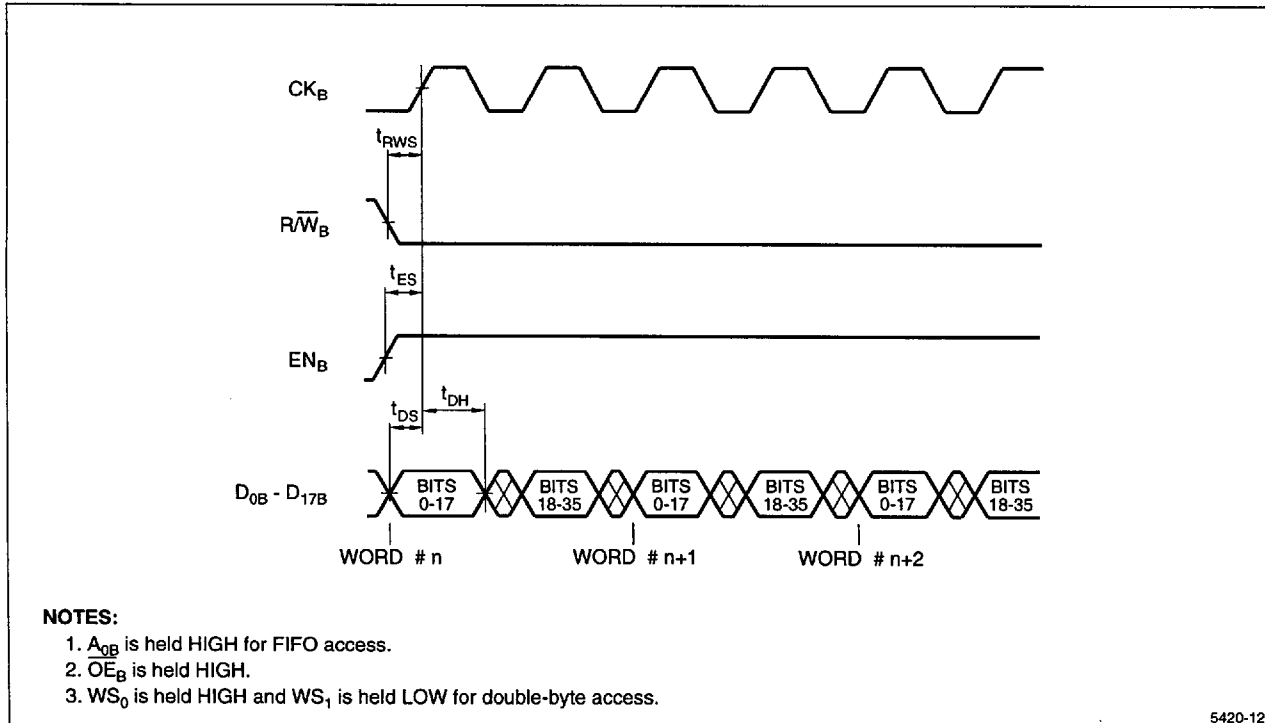 CK_B
t_RWS
R/W̅_B
t_ES
EN_B
t_DS
t_DH
D_0B - D_17B
BITS 0-17
BITS 18-35
BITS 0-17
BITS 18-35
BITS 0-17
BITS 18-35
WORD # n
WORD # n+1
WORD # n+2
NOTES:
1. A_0B is held HIGH for FIFO access.
2. O̅E̅_B is held HIGH.
3. WS_0 is held HIGH and WS_1 is held LOW for double-byte access.
5420-12